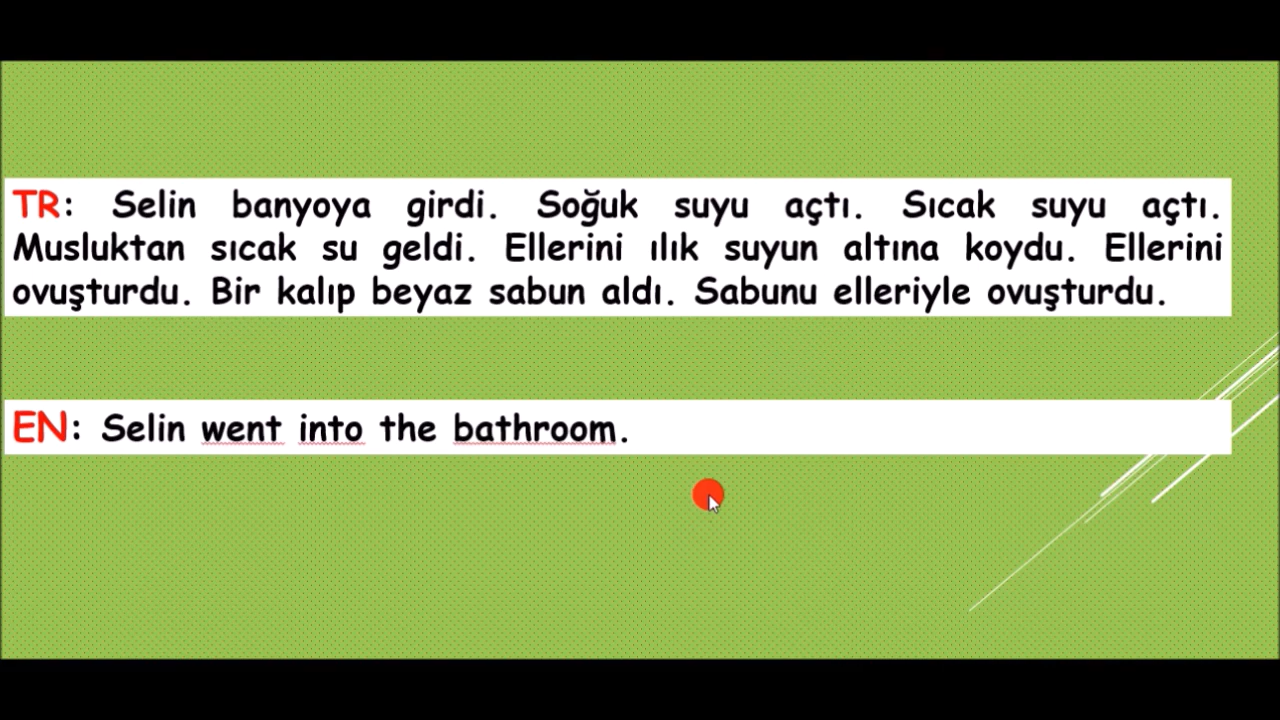 TR: Selin banyoya girdi. Soğuk suyu açtı. Sıcak suyu açtı.
Musluktan sıcak su geldi. Ellerini ılık suyun altına koydu. Ellerini
ovuşturdu. Bir kalıp beyaz sabun aldı. Sabunu elleriyle ovuşturdu.
EN: Selin went into the bathroom.